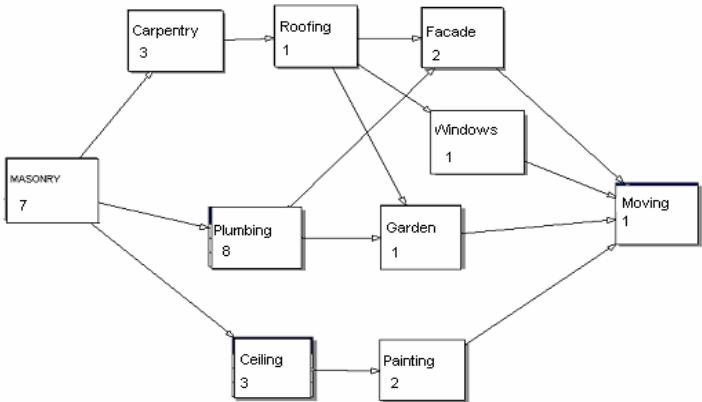 Carpentry
3
Roofing
1
Facade
2
Windows
1
MASONRY
7
Plumbing
8
Garden
1
Moving
1
Ceiling
3
Painting
2